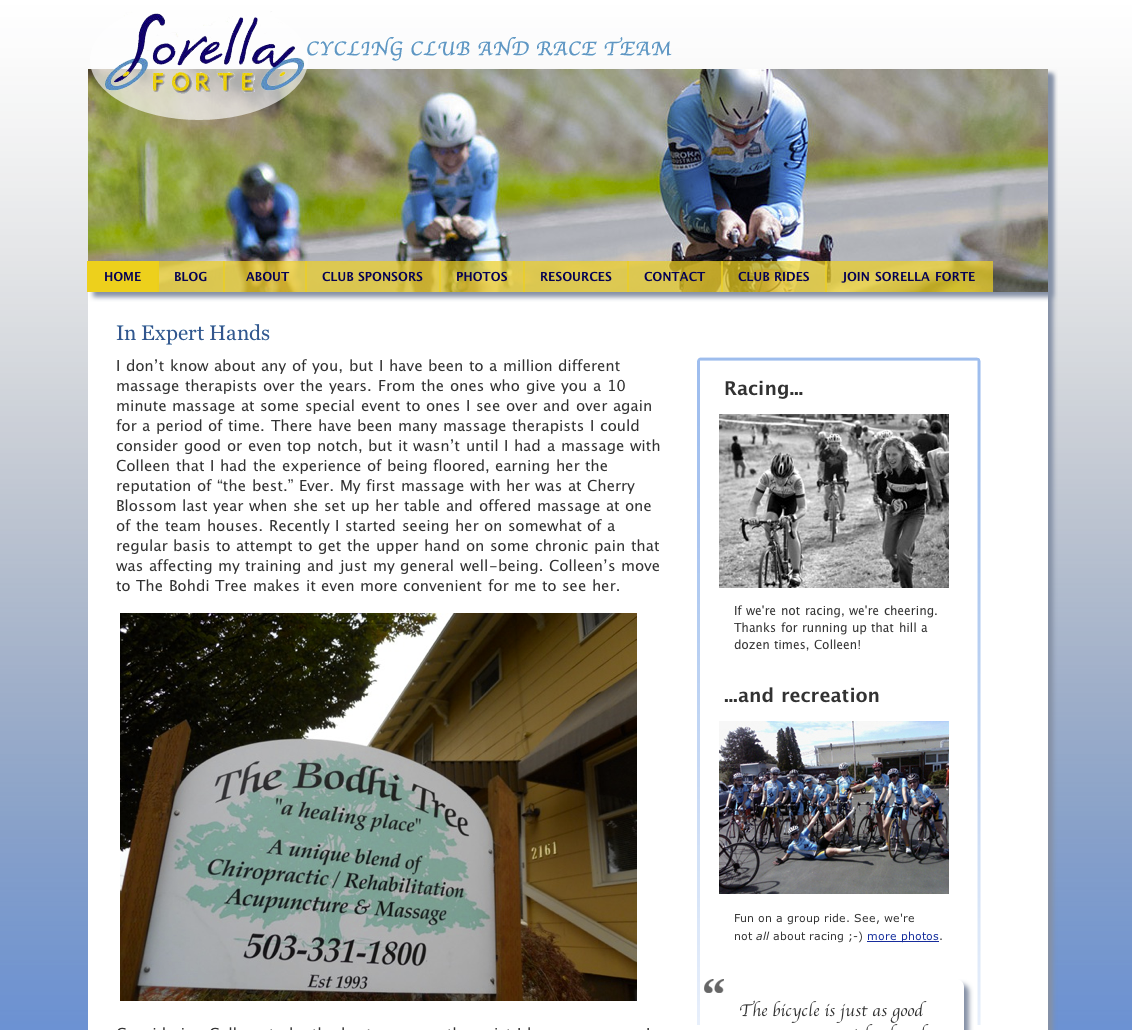 Sorella
FORTE
CYCLING CLUB AND RACE TEAM
HOME BLOG ABOUT CLUB SPONSORS PHOTOS RESOURCES CONTACT CLUB RIDES JOIN SORELLA FORTE
In Expert Hands
I don’t know about any of you, but I have been to a million different
massage therapists over the years. From the ones who give you a 10
minute massage at some special event to ones I see over and over again
for a period of time. There have been many massage therapists I could
consider good or even top notch, but it wasn’t until I had a massage with
Colleen that I had the experience of being floored, earning her the
reputation of “the best.” Ever. My first massage with her was at Cherry
Blossom last year when she set up her table and offered massage at one
of the team houses. Recently I started seeing her on somewhat of a
regular basis to attempt to get the upper hand on some chronic pain that
was affecting my training and just my general well-being. Colleen’s move
to The Bohdi Tree makes it even more convenient for me to see her.
The Bodhi Tree
"a healing place"
A unique blend of
Chiropractic / Rehabilitation
Acupuncture & Massage
503-331-1800
Est 1993
2161
Racing...
If we're not racing, we're cheering.
Thanks for running up that hill a
dozen times, Colleen!
...and recreation
Fun on a group ride. See, we're
not all about racing ;-) more photos.
“
The bicycle is just as good